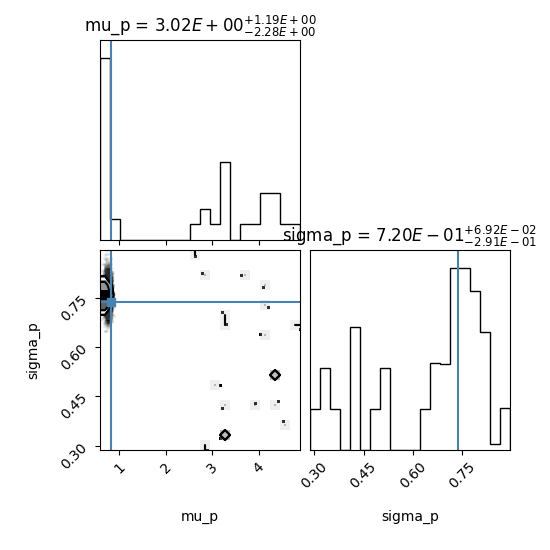 mu_p = 3.02E + 00^{+1.19E+00}_{-2.28E+00}
sigma_p = 7.20E − 01^{+6.92E−02}_{−2.91E−01}
sigma_p
0.75
0.60
0.45
0.30
1 2 3 4
0.30 0.45 0.60 0.75
mu_p
sigma_p